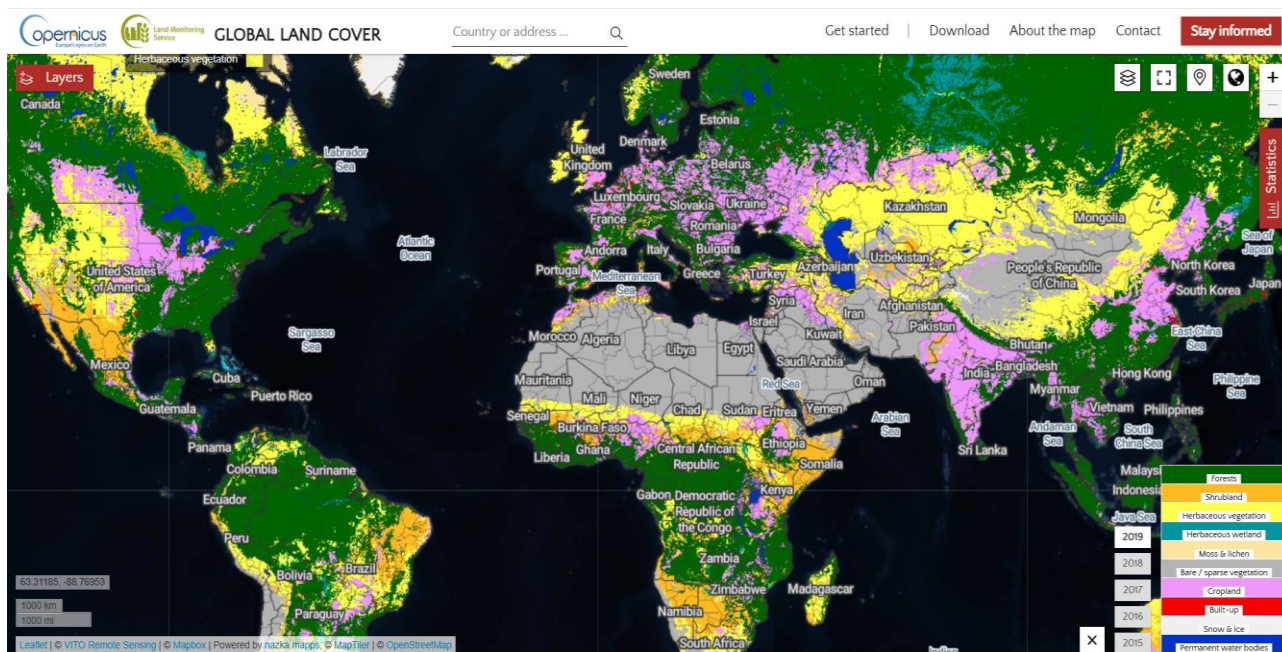 Copernicus
Europe's eyes on Earth
Land Monitoring
Service
GLOBAL LAND COVER
Country or address ...
Get started | Download About the map Contact Stay informed
Herbaceous vegetation
Layers
Sweden
Canada
Estonia
Labrador
Sea
United
Kingdom
Denmark
Belarus
Statistics
Luxembourg
Slovakia
Ukraine
Kazakhstan
France
Romania
Mongolia
Atlantic
Ocean
Andorra
Italy
Bulgaria
Sea of
Japan
United States
of America
Portugal
Mediterranean
Sea
Greece
Turkey
Azerbaijan
Uzbekistan
People's Republic
of China
North Korea
South Korea
Japan
Syria
Afghanistan
Sargasso
Sea
Morocco
Algeria
Israel
Kuwait
Iran
Pakistan
East China
Sea
Libya
Egypt
Bhutan
Mexico
Saudi Arabia
India
Bangladesh
Hong Kong
Cuba
Mauritania
Red Sea
Oman
Myanmar
Philippine
Sea
Puerto Rico
Mali
Niger
Chad
Sudan
Eritrea
Yemen
Arabian
Sea
Guatemala
Senegal
Burkina Faso
Vietnam
Philippines
Andaman
Sea
South
China Sea
Panama
Ghana
Liberia
Central African
Republic
Ethiopia
Somalia
Sri Lanka
Colombia
Suriname
Malaysi
Ecuador
Gabon
Democratic
Republic of
the Congo
Kenya
Indonesia
Java Sea
Peru
Brazil
Bolivia
Zambia
Zimbabwe
Madagascar
Paraguay
Namibia
South Africa
Indian
Forests
Shrubland
Herbaceous vegetation
Herbaceous wetland
Moss & lichen
Bare / sparse vegetation
Cropland
Built-up
Snow & ice
Permanent water bodies
2019
2018
2017
2016
2015
63.31185, -88.76953
1000 km
1000 mi
Leaflet | © VITO Remote Sensing | © Mapbox | Powered by nazka mapps, © MapTiler | © OpenStreetMap